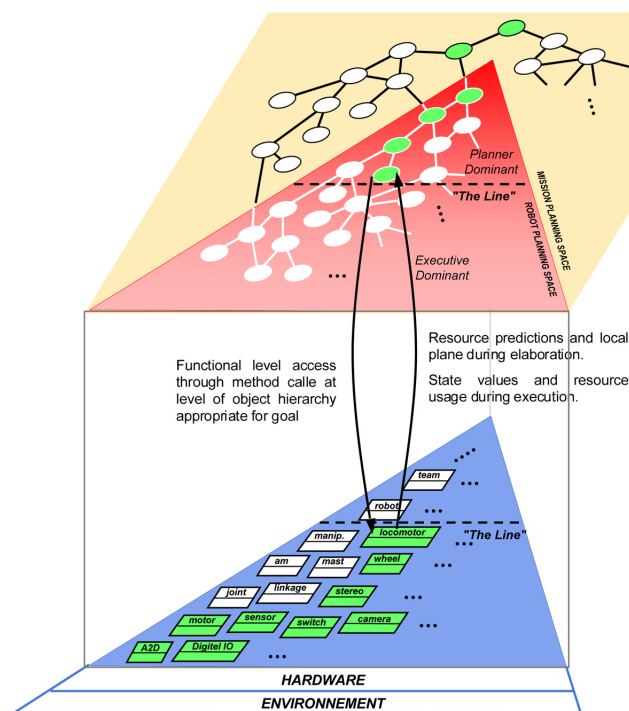 Planner
Dominant
MISSION PLANNING SPACE
ROBOT PLANNING SPACE
"The Line"
Executive
Dominant
Functional level access
through method calle at
level of object hierarchy
appropriate for goal
Resource predictions and local
plane during elaboration.
State values and resource
usage during execution.
team
robot
"The Line"
manip.
locomotor
am
mast
wheel
joint
linkage
stereo
motor
sensor
switch
camera
A2D
Digitel IO
HARDWARE
ENVIRONNEMENT